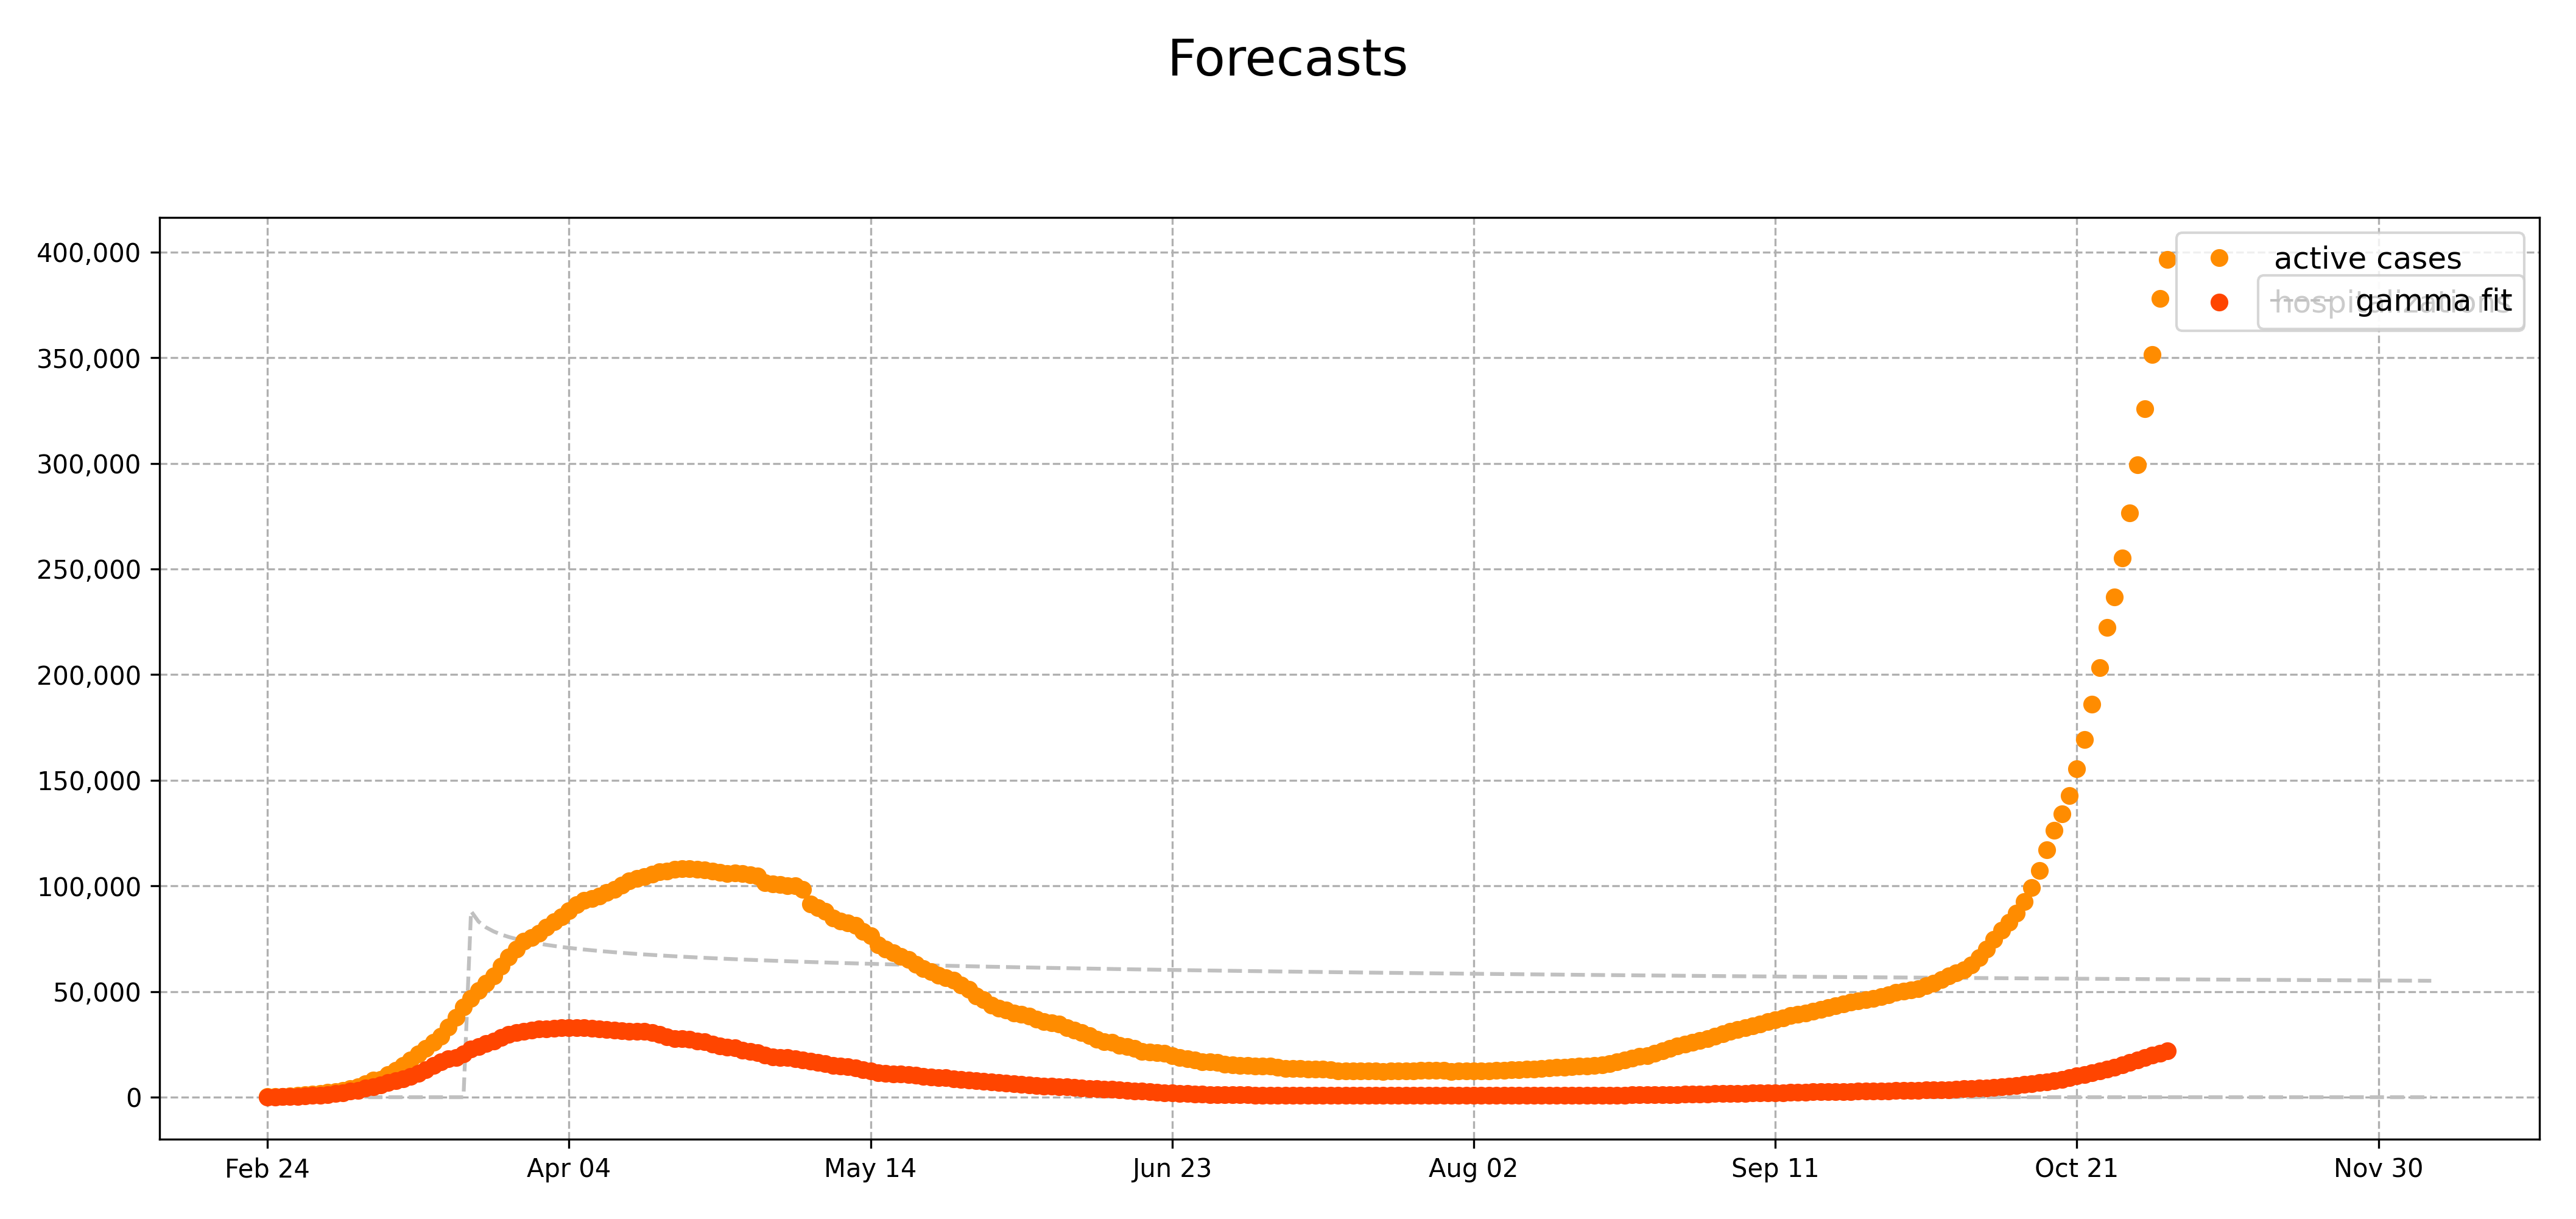 Forecasts
400,000
350,000
300,000
250,000
200,000
150,000
100,000
50,000
0
active cases
hospitalizations
gamma fit
Feb 24 Apr 04 May 14 Jun 23 Aug 02 Sep 11 Oct 21 Nov 30